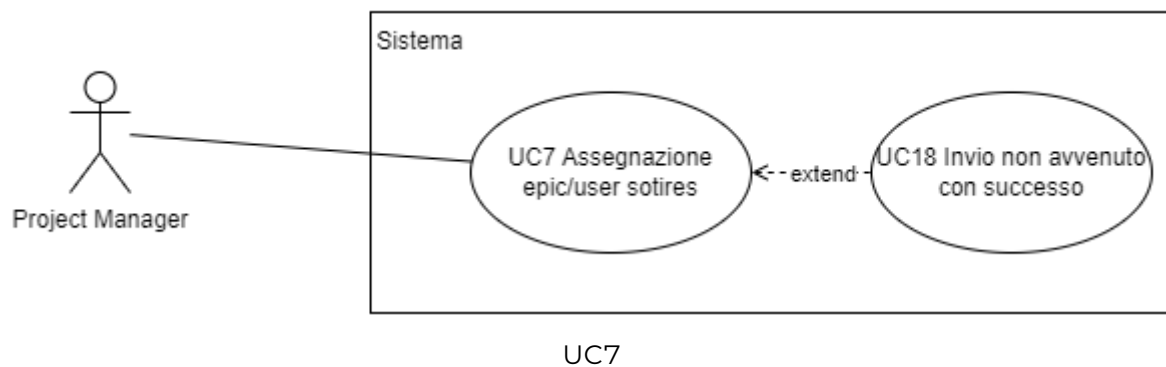 Sistema
UC7 Assegnazione
epic/user sotires
extend
UC18 Invio non avvenuto
con successo
Project Manager
UC7